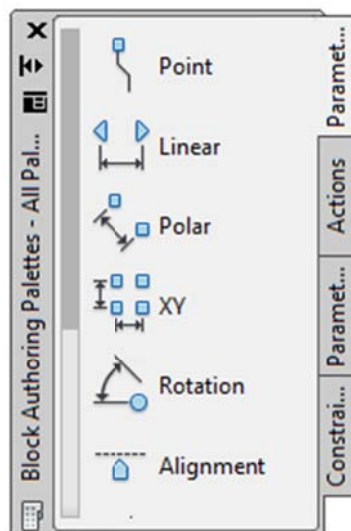 Block Authoring Palettes - All Pal...
Point
Linear
Polar
XY
Rotation
Alignment
Paramet...
Actions
Paramet...
Constrai...